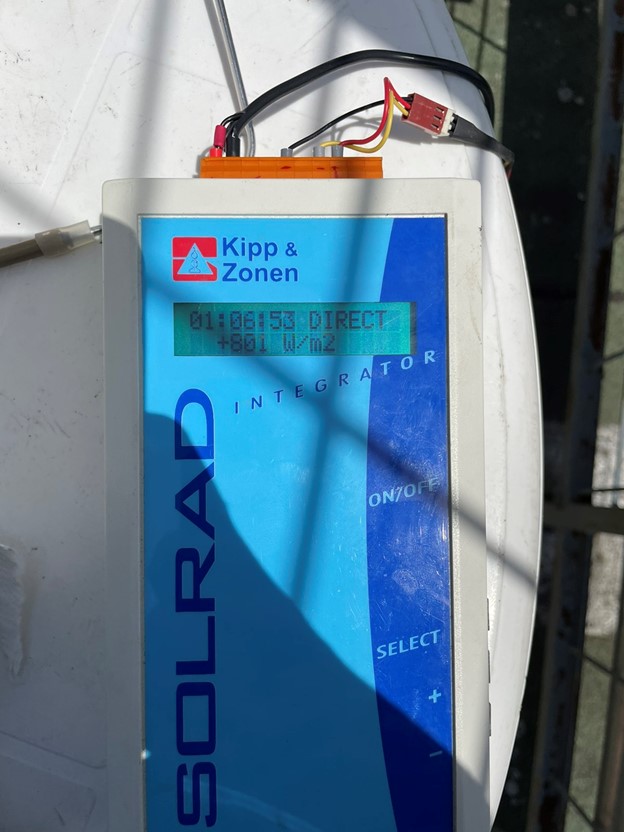 Kipp &
Zonen
01:06:53 DIRECT
+801 W/m2
INTEGRATOR
SOLRAD
ON/OFF
SELECT
+
-